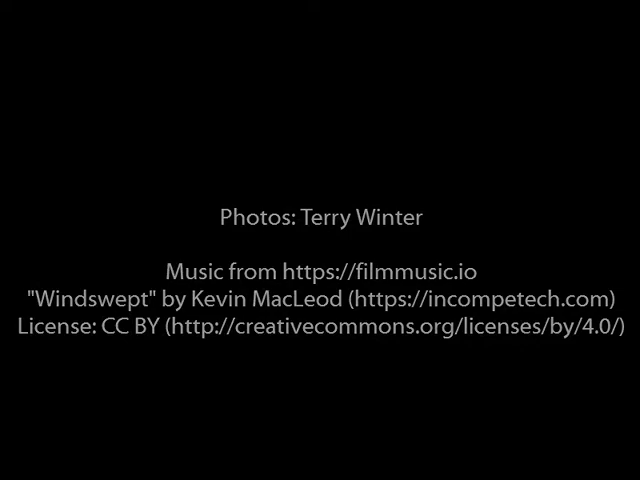 Photos: Terry Winter
Music from https://filmmusic.io
"Windswept" by Kevin MacLeod (https://incompetech.com)
License: CC BY (http://creativecommons.org/licenses/by/4.0/)